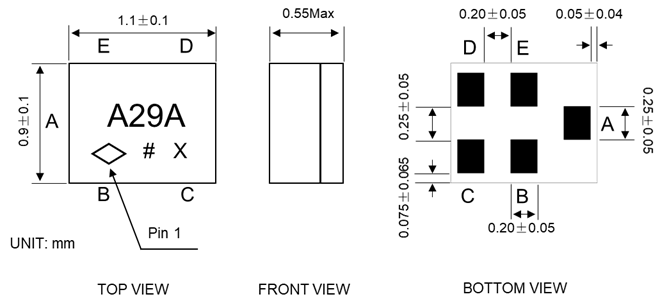 1.1±0.1
0.55Max
0.20±0.05
0.05±0.04
E
D
D
E
0.9±0.1
A
A29A
# X
0.25±0.05
A
0.25±0.05
0.075±0.065
B
C
C
B
0.20±0.05
Pin 1
UNIT: mm
TOP VIEW
FRONT VIEW
BOTTOM VIEW